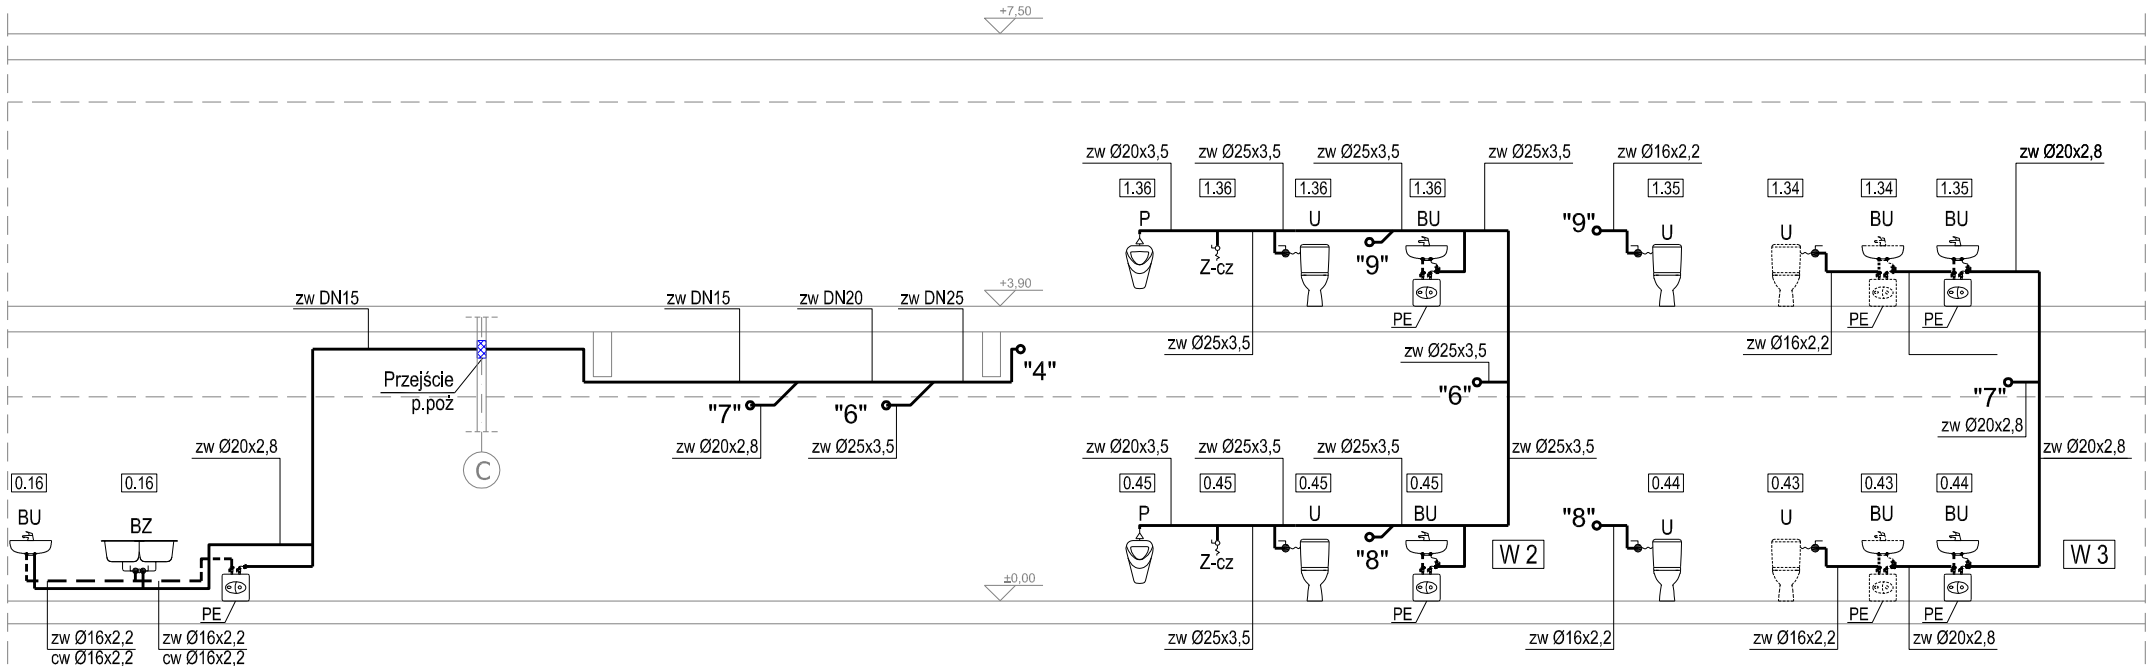 +7,50
zw Ø20x3,5
zw Ø25x3,5
zw Ø25x3,5
zw Ø25x3,5
zw Ø16x2,2
zw Ø20x2,8
1.36
1.36
1.36
1.36
1.35
1.34
1.34
1.35
P
U
BU
"9"
U
U
BU
BU
Z-cz
"9"
+3,90
zw DN15
zw DN15
zw DN20
zw DN25
PE
PE
PE
zw Ø25x3,5
zw Ø25x3,5
zw Ø16x2,2
"4"
Przejście
p.poż
"7"
"6"
"6"
"7"
zw Ø20x2,8
zw Ø20x2,8
zw Ø20x2,8
zw Ø25x3,5
zw Ø20x3,5
zw Ø25x3,5
zw Ø25x3,5
zw Ø25x3,5
zw Ø20x2,8
C
0.16
0.16
0.45
0.45
0.45
0.45
0.44
0.43
0.43
0.44
BU
BZ
P
U
BU
"8"
U
U
BU
BU
Z-cz
"8"
W 2
W 3
±0,00
PE
PE
PE
PE
zw Ø16x2,2
cw Ø16x2,2
zw Ø16x2,2
cw Ø16x2,2
zw Ø25x3,5
zw Ø16x2,2
zw Ø16x2,2
zw Ø20x2,8